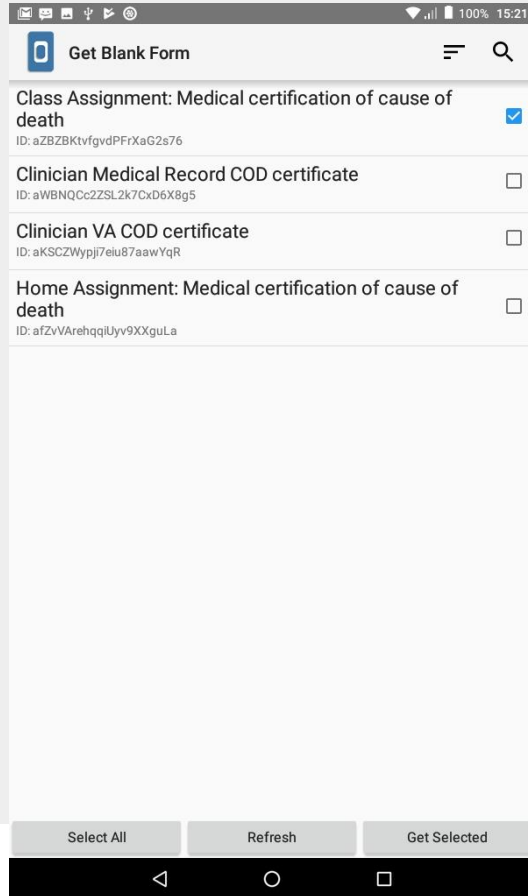 100% 15:21
Get Blank Form
Class Assignment: Medical certification of cause of
death
ID: aZBZBKtvfgvdPFrXaG2s76
Clinician Medical Record COD certificate
ID: aWBNQCc2ZSL2k7CxD6X8g5
Clinician VA COD certificate
ID: aKSCZWypji7eiu87aawYqR
Home Assignment: Medical certification of cause of
death
ID: afZvVArehqqiUyv9XXguLa
Select All Refresh Get Selected